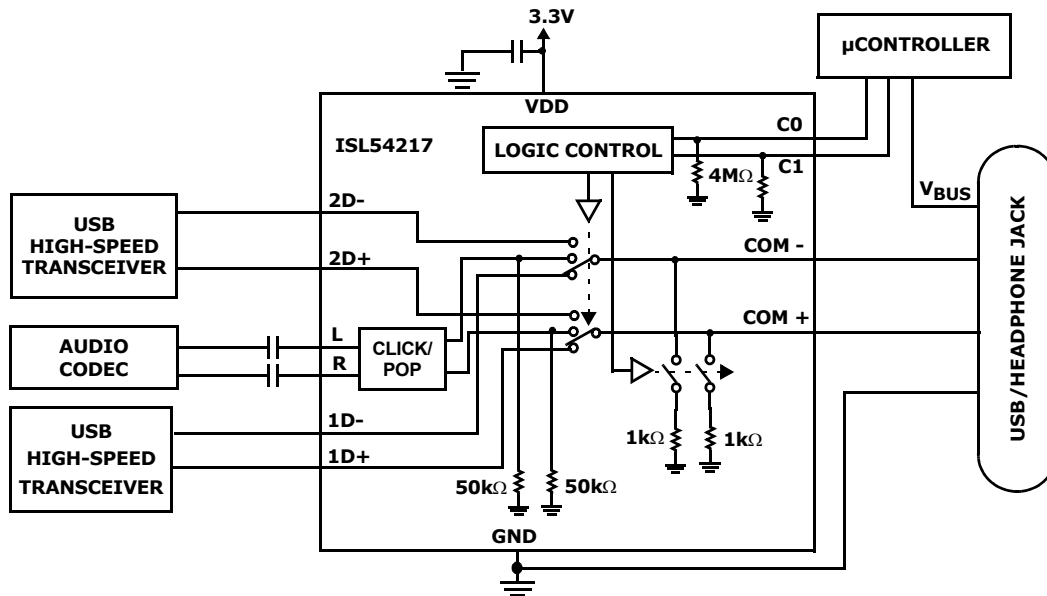 3.3V
µCONTROLLER
VDD
C0
ISL54217
LOGIC CONTROL
C1
4MΩ
VBUS
2D-
USB
HIGH-SPEED
TRANSCEIVER
2D+
COM -
COM +
AUDIO
CODEC
L
R
CLICK/
POP
USB/HEADPHONE JACK
1D-
1D+
USB
HIGH-SPEED
TRANSCEIVER
1kΩ
1kΩ
50kΩ
50kΩ
GND